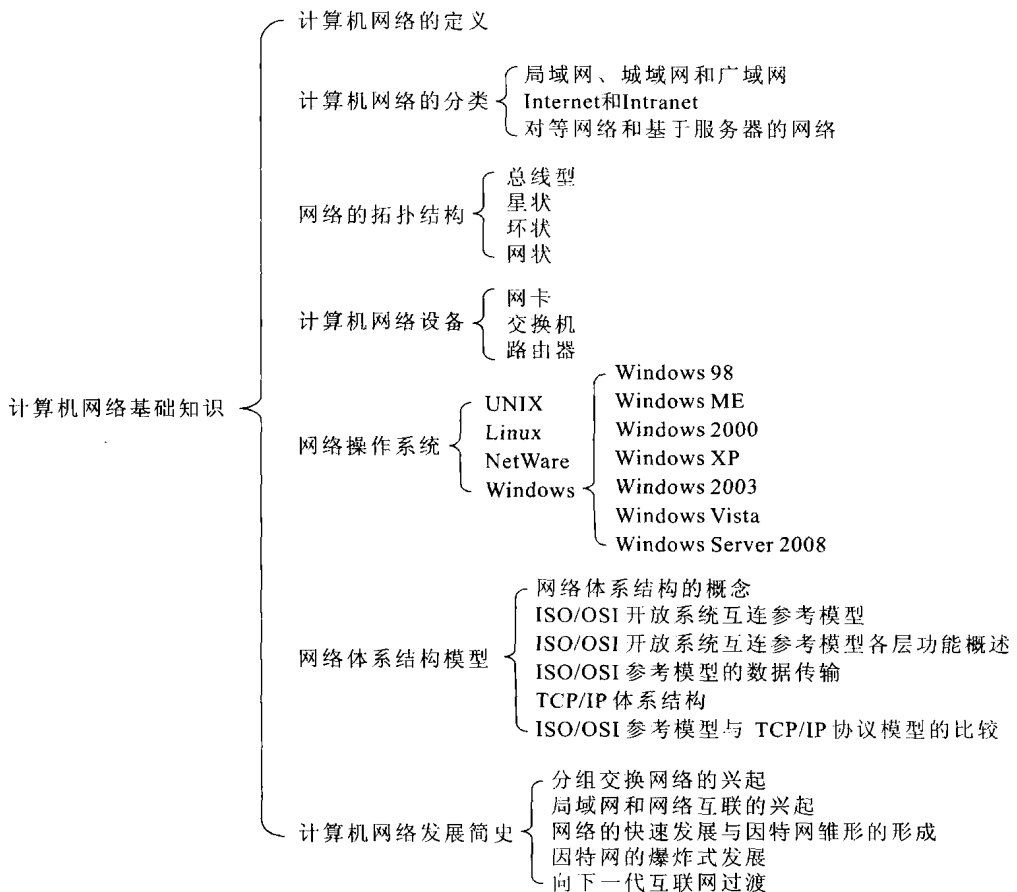 计算机网络的定义
局域网、城域网和广域网
计算机网络的分类
Internet和Intranet
对等网络和基于服务器的网络
总线型
星状
网络的拓扑结构
环状
网状
网卡
计算机网络设备
交换机
路由器
计算机网络基础知识
Windows 98
Windows ME
Windows 2000
Windows XP
Windows 2003
Windows Vista
Windows Server 2008
UNIX
Linux
网络操作系统
NetWare
Windows
网络体系结构的概念
ISO/OSI 开放系统互连参考模型
ISO/OSI 开放系统互连参考模型各层功能概述
网络体系结构模型
ISO/OSI 参考模型的数据传输
TCP/IP 体系结构
ISO/OSI 参考模型与 TCP/IP 协议模型的比较
分组交换网络的兴起
局域网和网络互联的兴起
计算机网络发展简史
网络的快速发展与因特网雏形的形成
因特网的爆炸式发展
向下一代互联网过渡